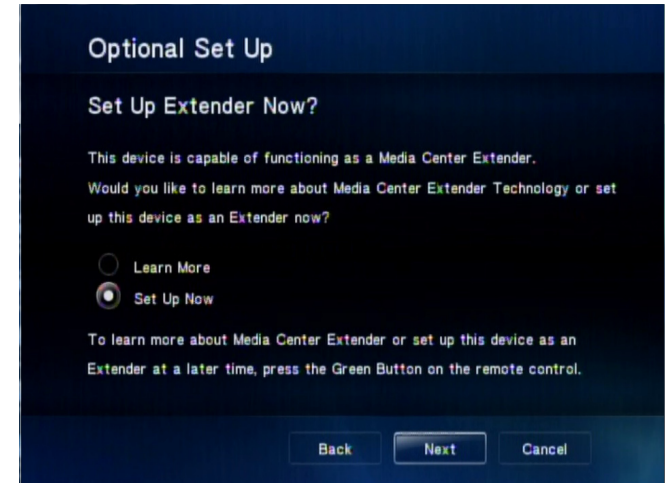 Optional Set Up
Set Up Extender Now?
This device is capable of functioning as a Media Center Extender.
Would you like to learn more about Media Center Extender Technology or set
up this device as an Extender now?
Learn More
Set Up Now
To learn more about Media Center Extender or set up this device as an
Extender at a later time, press the Green Button on the remote control.
Back Next Cancel